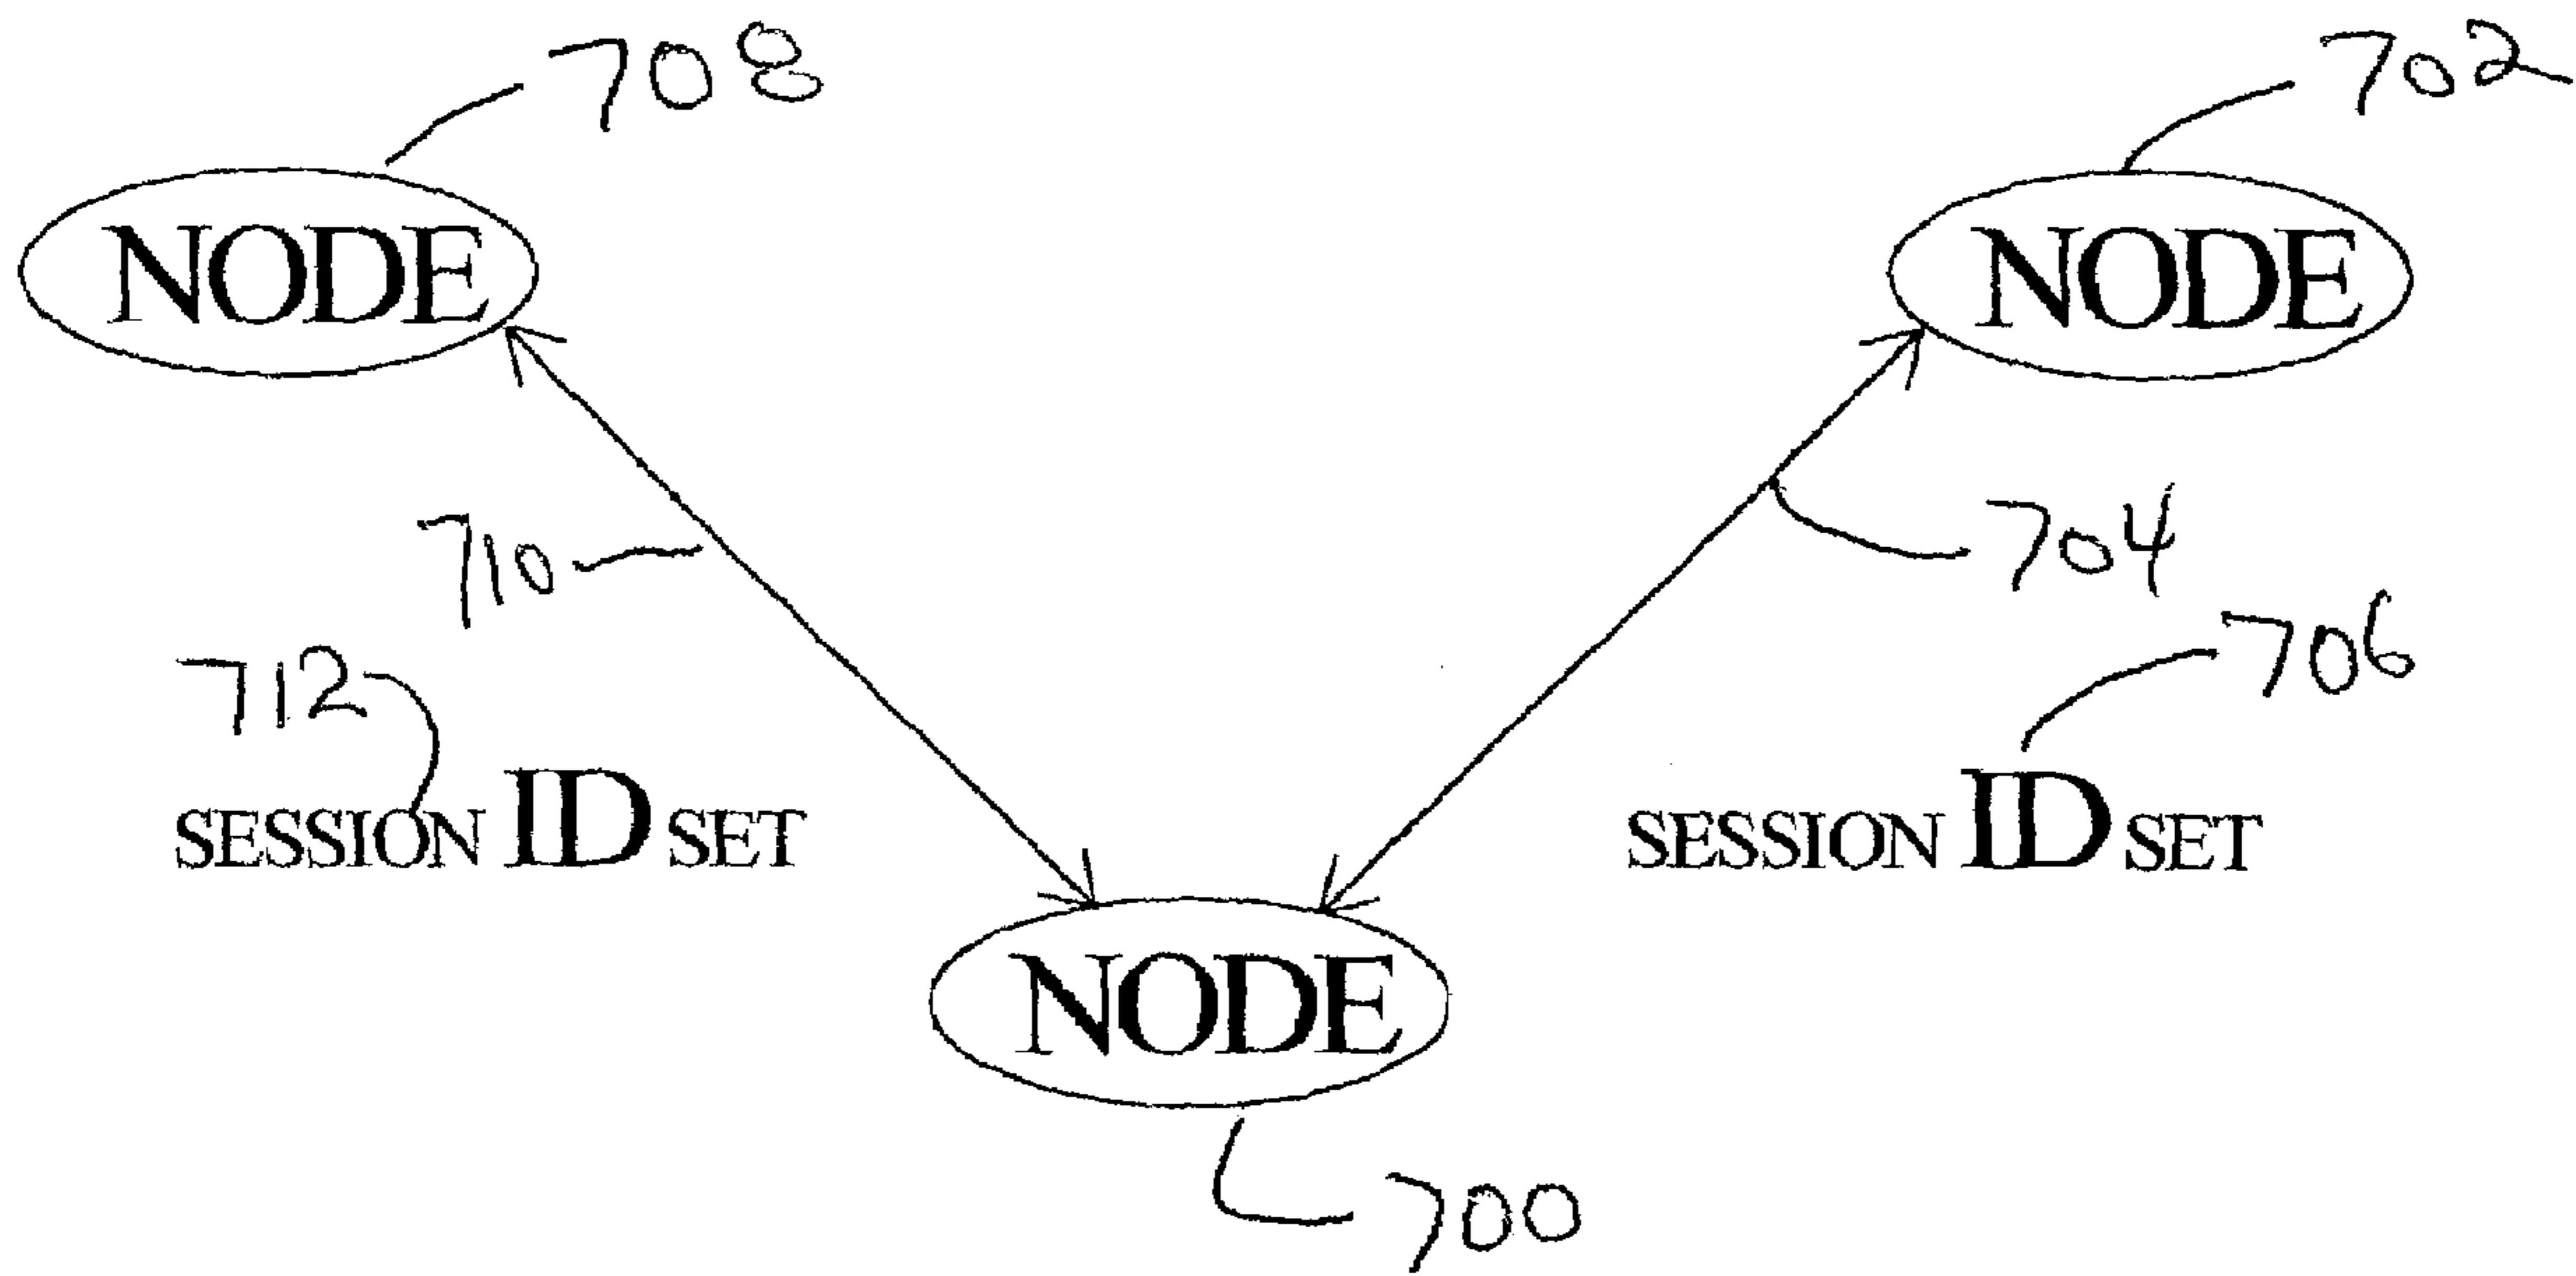 708
702
NODE
NODE
710
704
712
706
SESSION ID SET
SESSION ID SET
NODE
700